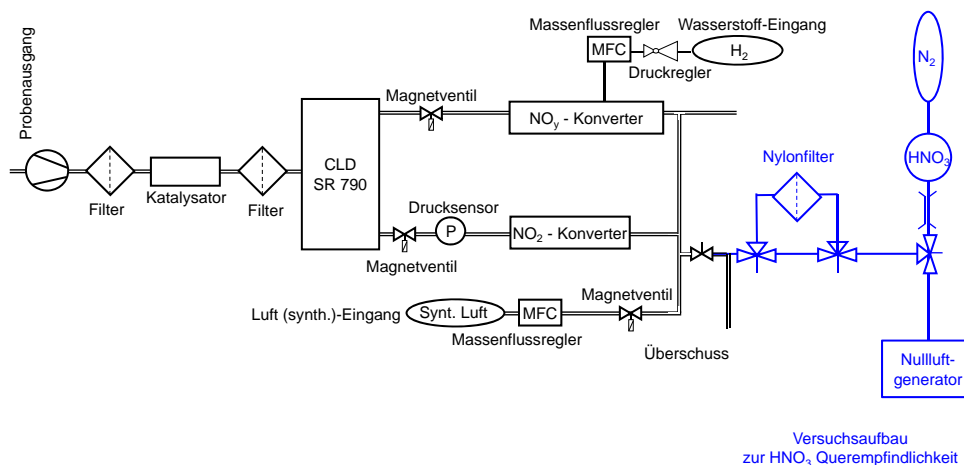 Massenflussregler
Wasserstoff-Eingang
MFC
H₂
Druckregler
N₂
Probenausgang
Magnetventil
NOy - Konverter
HNO₃
CLD
SR 790
Nylonfilter
Filter
Katalysator
Filter
Drucksensor
P
NO₂ - Konverter
Magnetventil
Magnetventil
Luft (synth.)-Eingang
Synt. Luft
MFC
Massenflussregler
Überschuss
Nullluft-
generator
Versuchsaufbau
zur HNO₃ Querempfindlichkeit